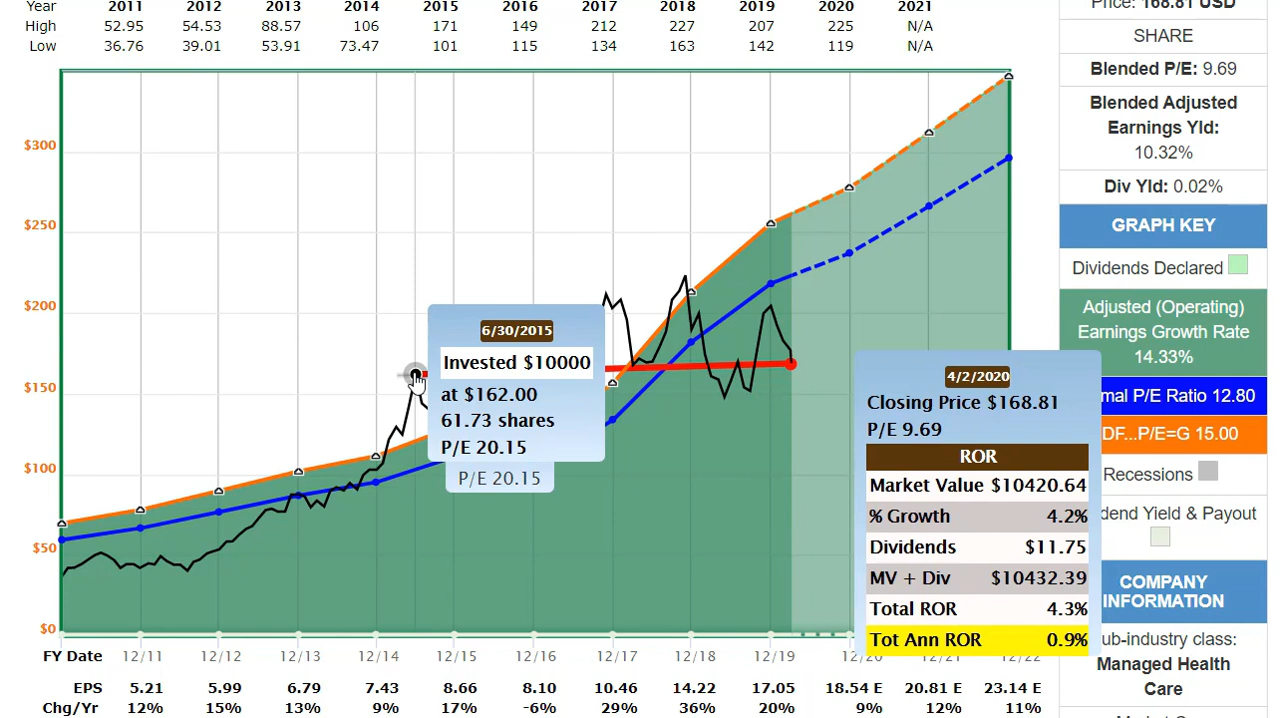 Year 2011 2012 2013 2014 2015 2016 2017 2018 2019 2020 2021
High 52.95 54.53 88.57 106 171 149 212 227 207 225 N/A
Low 36.76 39.01 53.91 73.47 101 115 134 163 142 119 N/A
$300
$250
$200
$150
$100
$50
$0
6/30/2015
Invested $10000
at $162.00
61.73 shares
P/E 20.15
P/E 20.15
4/2/2020
Closing Price $168.81
P/E 9.69
ROR
Market Value $10420.64
% Growth 4.2%
Dividends $11.75
MV + Div $10432.39
Total ROR 4.3%
Tot Ann ROR 0.9%
FY Date 12/11 12/12 12/13 12/14 12/15 12/16 12/17 12/18 12/19 12/20 12/21 12/22
EPS 5.21 5.99 6.79 7.43 8.66 8.10 10.46 14.22 17.05 18.54 E 20.81 E 23.14 E
Chg/Yr 12% 15% 13% 9% 17% -6% 29% 36% 20% 9% 12% 11%
Price: 168.81 USD
SHARE
Blended P/E: 9.69
Blended Adjusted
Earnings Yld:
10.32%
Div Yld: 0.02%
GRAPH KEY
Dividends Declared
Adjusted (Operating)
Earnings Growth Rate
14.33%
mal P/E Ratio 12.80
DF...P/E=G 15.00
Recessions
dend Yield & Payout
COMPANY
INFORMATION
ub-industry class:
Managed Health
Care